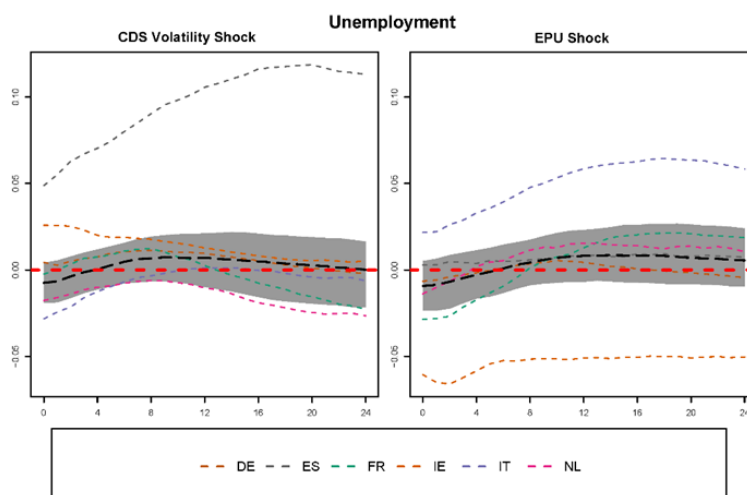 Unemployment
CDS Volatility Shock
EPU Shock
0.10
0.05
0.00
−0.05
0 4 8 12 16 20 24
0.10
0.05
0.00
−0.05
0 4 8 12 16 20 24
DE ES FR IE IT NL